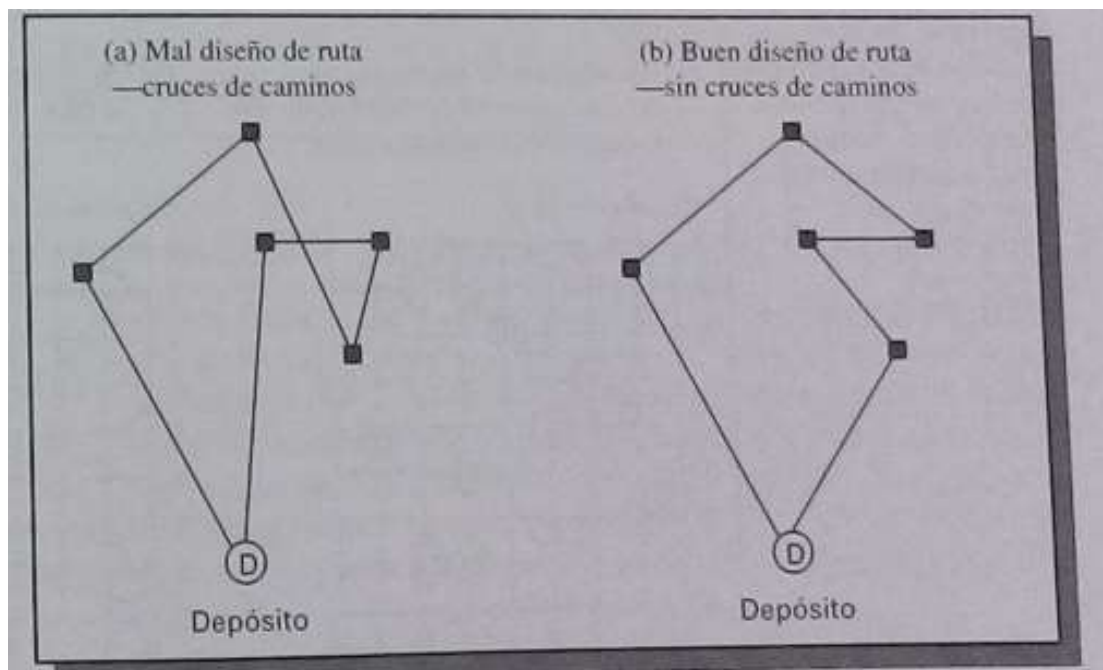 (a) Mal diseño de ruta
—cruces de caminos
(b) Buen diseño de ruta
—sin cruces de caminos
D
Depósito
D
Depósito